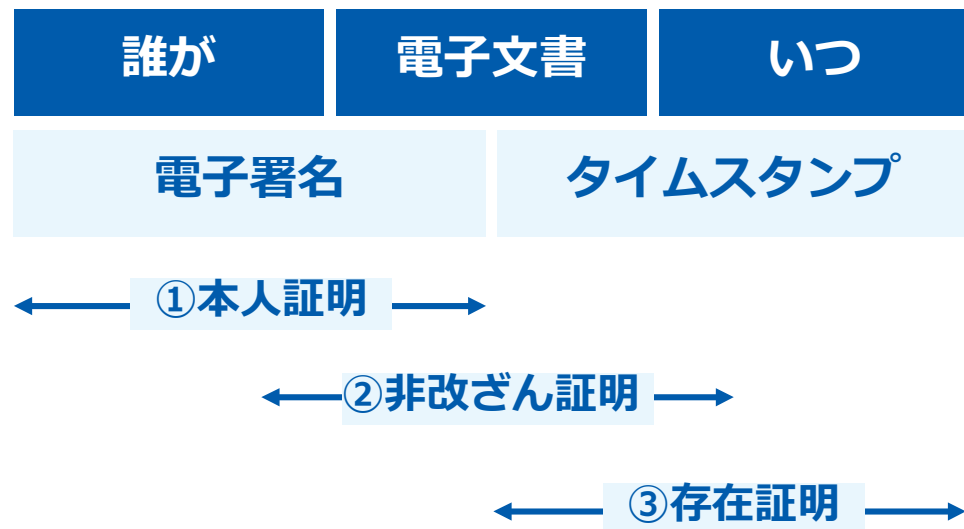 誰が 電子文書 いつ
電子署名 タイムスタンプ
①本人証明
②非改ざん証明
③存在証明